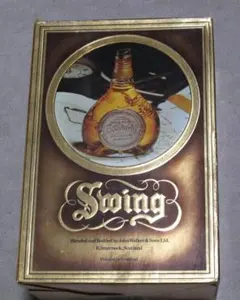 Swing
Blended and Bottled by John Walker & Sons Ltd.
Kilmarnock, Scotland